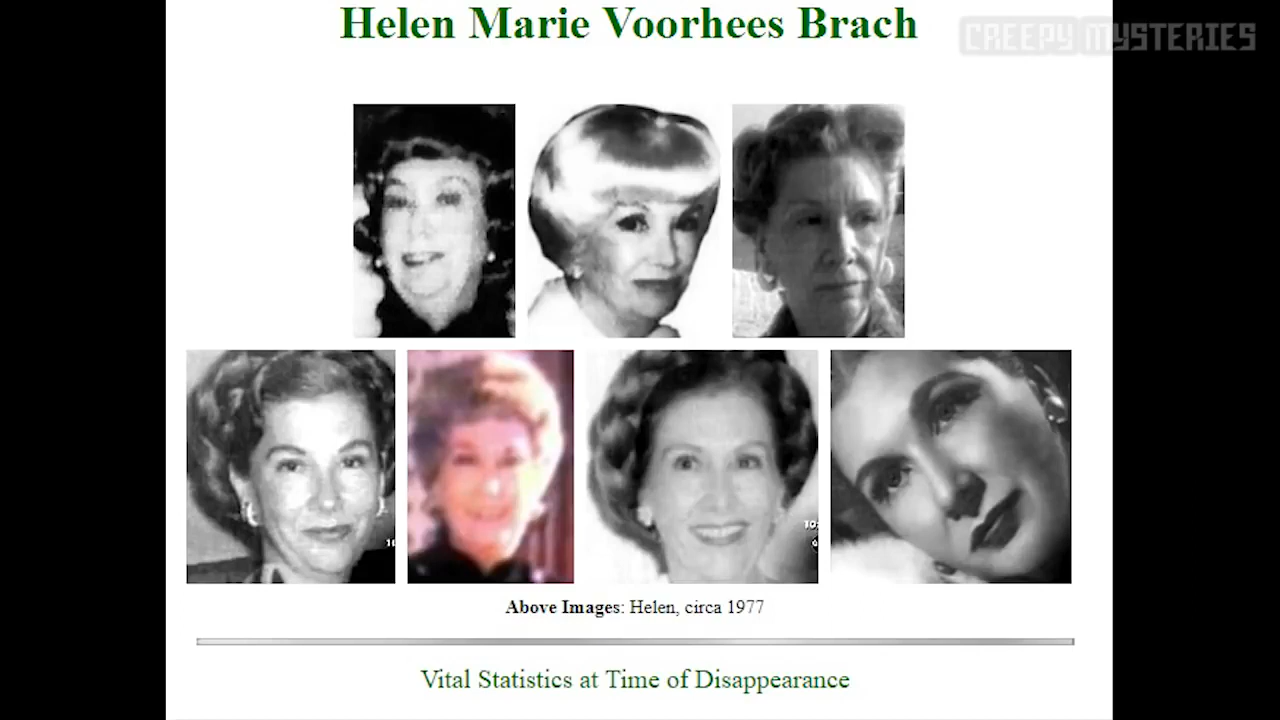 Helen Marie Voorhees Brach
CREEPY MYSTERIES
Above Images: Helen, circa 1977
Vital Statistics at Time of Disappearance